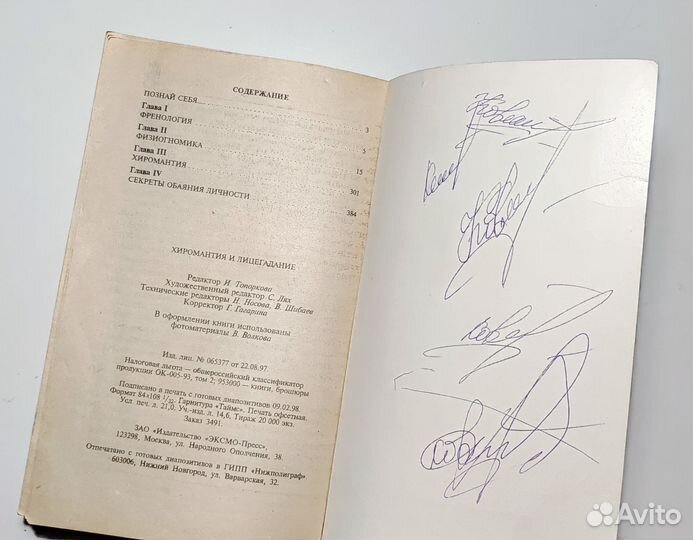 СОДЕРЖАНИЕ
ПОЗНАЙ СЕБЯ 3
Глава I
ФРЕНОЛОГИЯ 5
Глава II
ФИЗИОГНОМИКА 15
Глава III
ХИРОМАНТИЯ 301
Глава IV
СЕКРЕТЫ ОБАЯНИЯ ЛИЧНОСТИ 384
ХИРОМАНТИЯ И ЛИЦЕГАДАНИЕ
Редактор И. Топоркова
Художественный редактор С. Лях
Технические редакторы Н. Носова, В. Шибаев
Корректор Г. Гагарина
В оформлении книги использованы
фотоматериалы В. Волкова
Изд. лиц. № 065377 от 22.08.97.
Налоговая льгота – общероссийский классификатор
продукции ОК-005-93, том 2; 953000 – книги, брошюры
Подписано в печать с готовых диапозитивов 09.02.98.
Формат 84×108 1/32. Гарнитура «Таймс». Печать офсетная.
Усл. печ. л. 21,0. Уч.-изд. л. 14,6. Тираж 20 000 экз.
Заказ 3491.
ЗАО «Издательство «ЭКСМО-Пресс».
123298, Москва, ул. Народного Ополчения, 38.
Отпечатано с готовых диапозитивов в ГИПП «Нижполиграф».
603006, Нижний Новгород, ул. Варварская, 32.
Avito